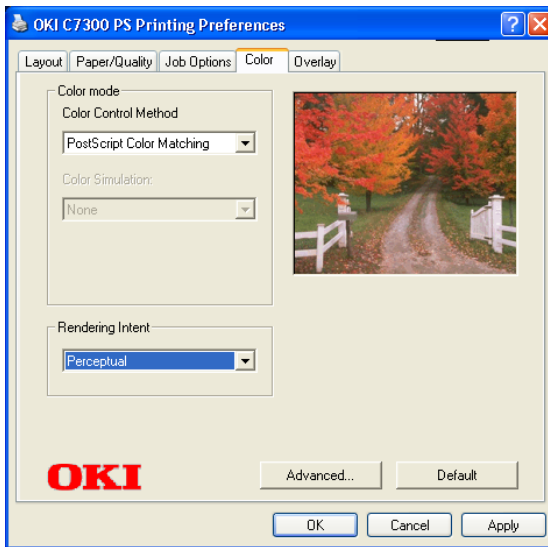 OKI C7300 PS Printing Preferences
Layout Paper/Quality Job Options Color Overlay
Color mode
Color Control Method
PostScript Color Matching
Color Simulation:
None
Rendering Intent
Perceptual
OKI
Advanced... Default
OK Cancel Apply